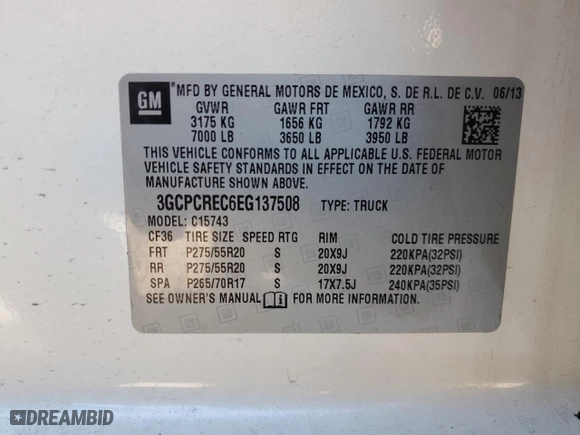 GM
*MFD BY GENERAL MOTORS DE MEXICO, S. DE R.L. DE C.V. 06/13
GVWR GAWR FRT GAWR RR
3175 KG 1656 KG 1792 KG
7000 LB 3650 LB 3950 LB
THIS VEHICLE CONFORMS TO ALL APPLICABLE U.S. FEDERAL MOTOR
VEHICLE SAFETY STANDARDS IN EFFECT ON THE DATE OF
MANUFACTURE SHOWN ABOVE.
3GCPCREC6EG137508 TYPE: TRUCK
MODEL: C15743
CF36 TIRE SIZE SPEED RTG RIM COLD TIRE PRESSURE
FRT P275/55R20 S 20X9J 220KPA(32PSI)
RR P275/55R20 S 20X9J 220KPA(32PSI)
SPA P265/70R17 S 17X7.5J 240KPA(35PSI)
SEE OWNER'S MANUAL FOR MORE INFORMATION.
DREAMBID